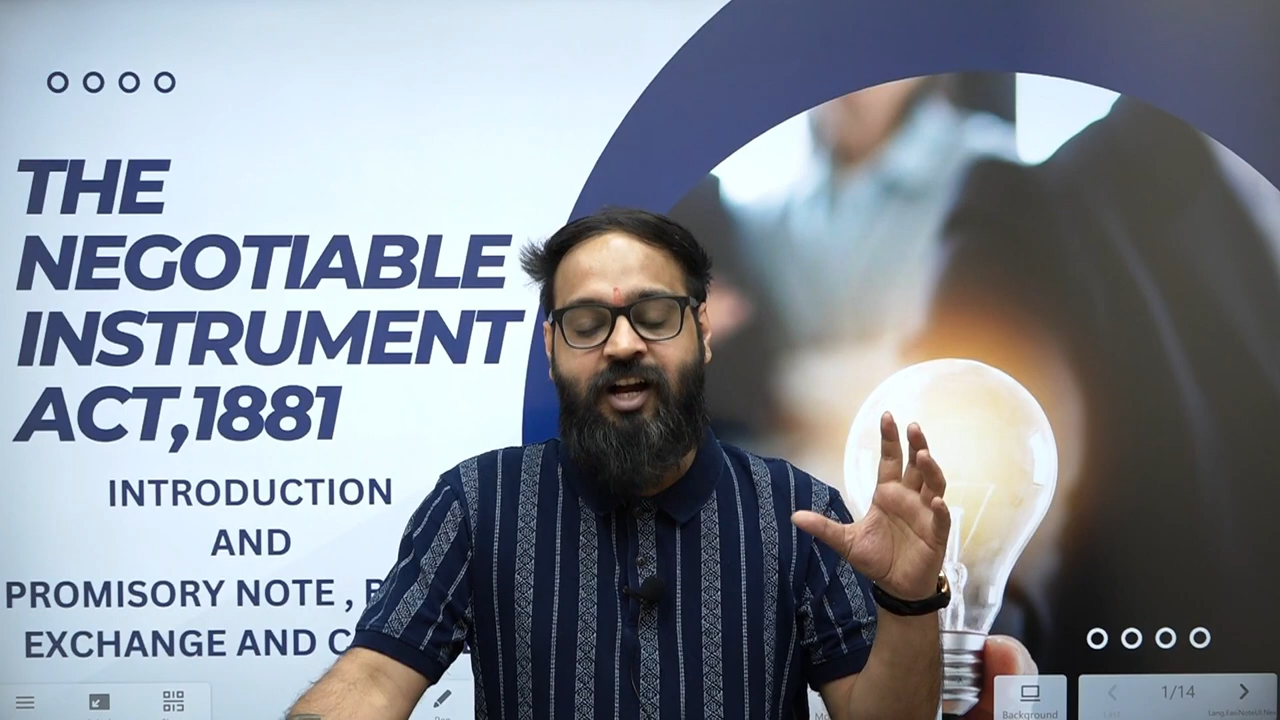 THE
NEGOTIABLE
INSTRUMENT
ACT,1881
INTRODUCTION
AND
PROMISORY NOTE ,
EXCHANGE AND
Background
1/14